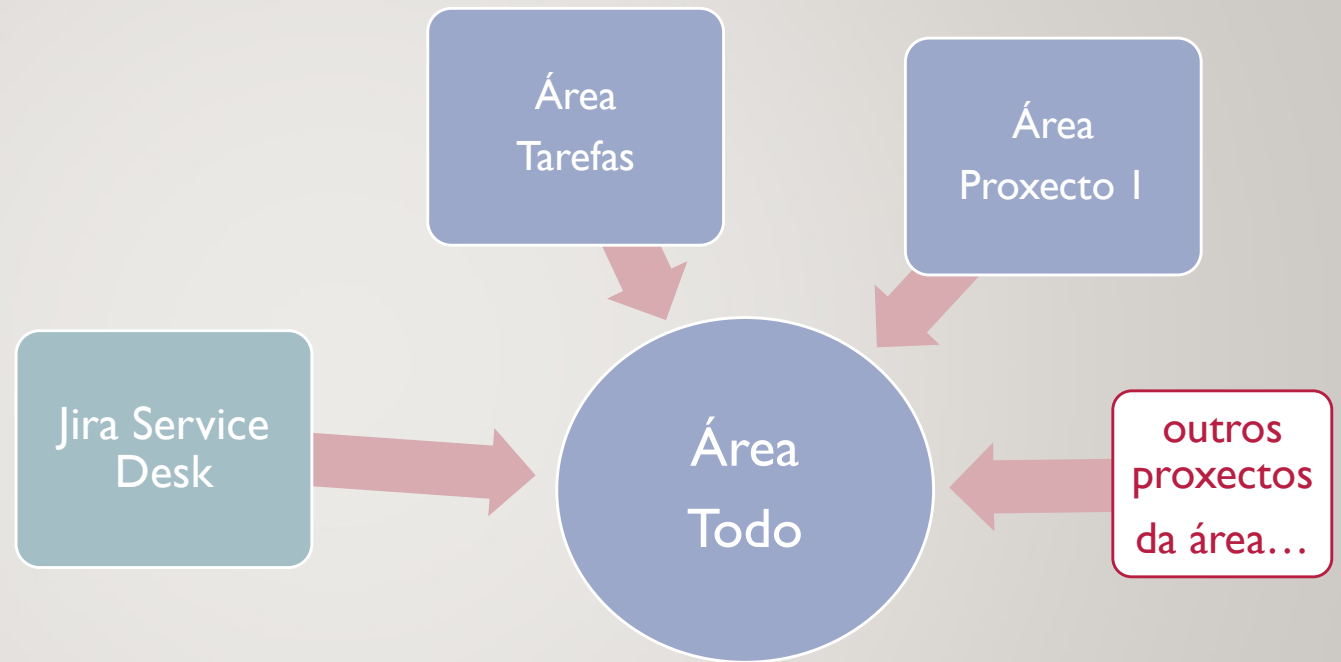 Área
Tarefas
Área
Proxecto 1
Jira Service
Desk
Área
Todo
outros
proxectos
da área…